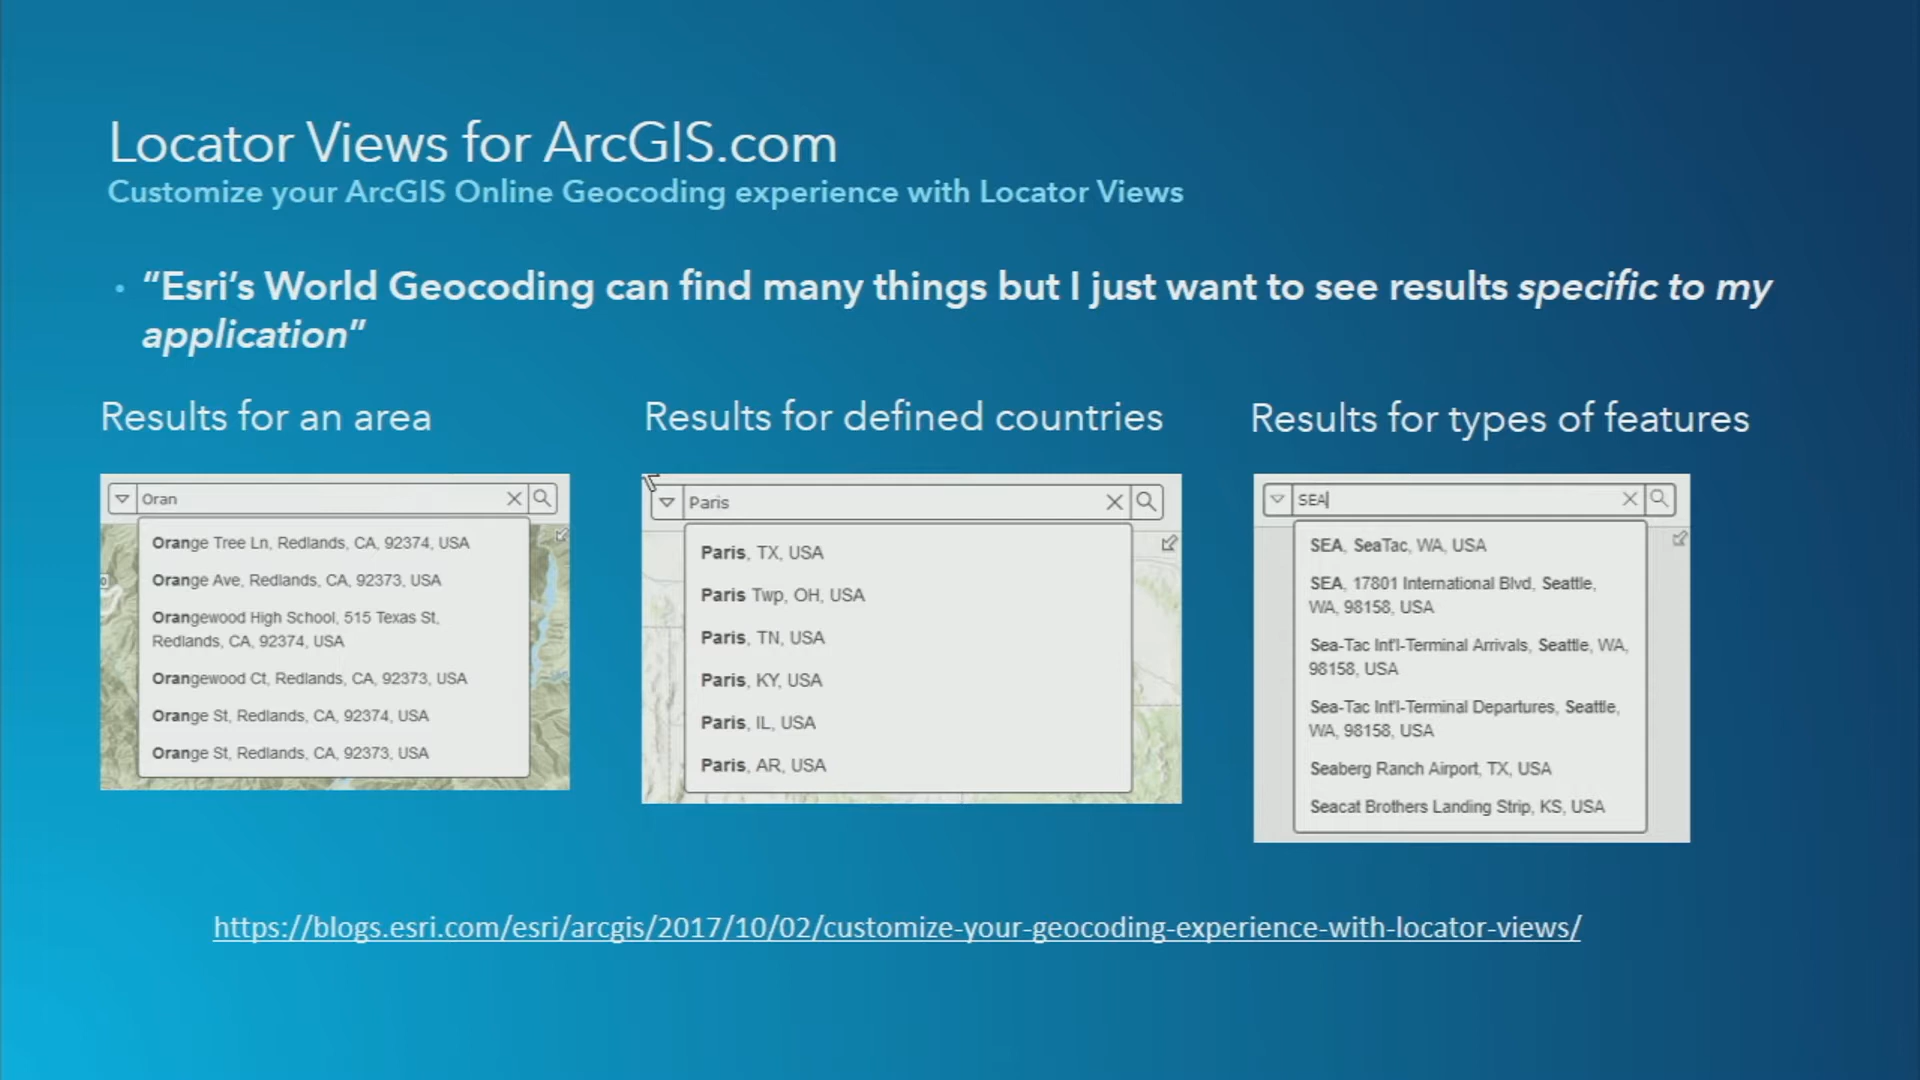 Locator Views for ArcGIS.com
Customize your ArcGIS Online Geocoding experience with Locator Views
• “Esri’s World Geocoding can find many things but I just want to see results specific to my
application”
Results for an area
Oran
Orange Tree Ln, Redlands, CA, 92374, USA
Orange Ave, Redlands, CA, 92373, USA
Orangewood High School, 515 Texas St,
Redlands, CA, 92374, USA
Orangewood Ct, Redlands, CA, 92373, USA
Orange St, Redlands, CA, 92374, USA
Orange St, Redlands, CA, 92373, USA
Results for defined countries
Paris
Paris, TX, USA
Paris Twp, OH, USA
Paris, TN, USA
Paris, KY, USA
Paris, IL, USA
Paris, AR, USA
Results for types of features
SEA
SEA, SeaTac, WA, USA
SEA, 17801 International Blvd, Seattle,
WA, 98158, USA
Sea-Tac Int'l-Terminal Arrivals, Seattle, WA,
98158, USA
Sea-Tac Int'l-Terminal Departures, Seattle,
WA, 98158, USA
Seaberg Ranch Airport, TX, USA
Seacat Brothers Landing Strip, KS, USA
https://blogs.esri.com/esri/arcgis/2017/10/02/customize-your-geocoding-experience-with-locator-views/